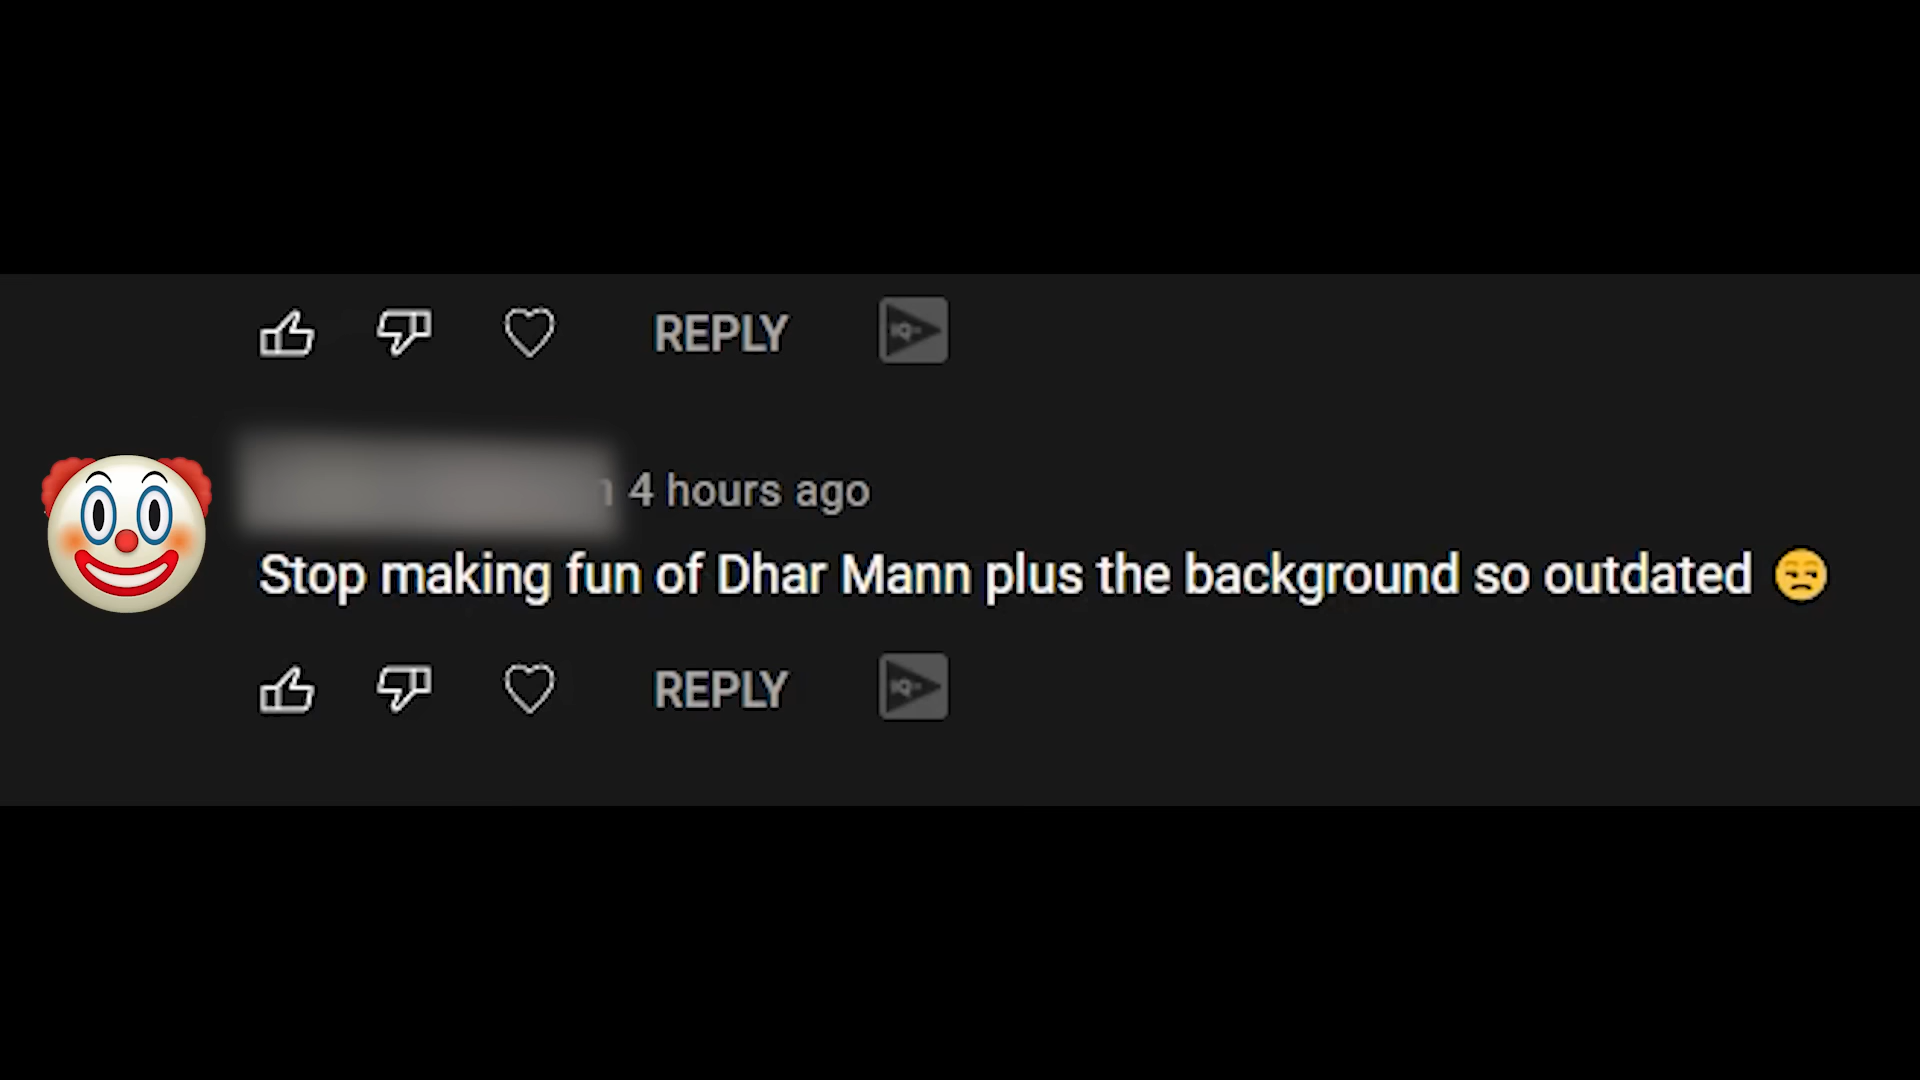 REPLY
4 hours ago
Stop making fun of Dhar Mann plus the background so outdated 😒
REPLY